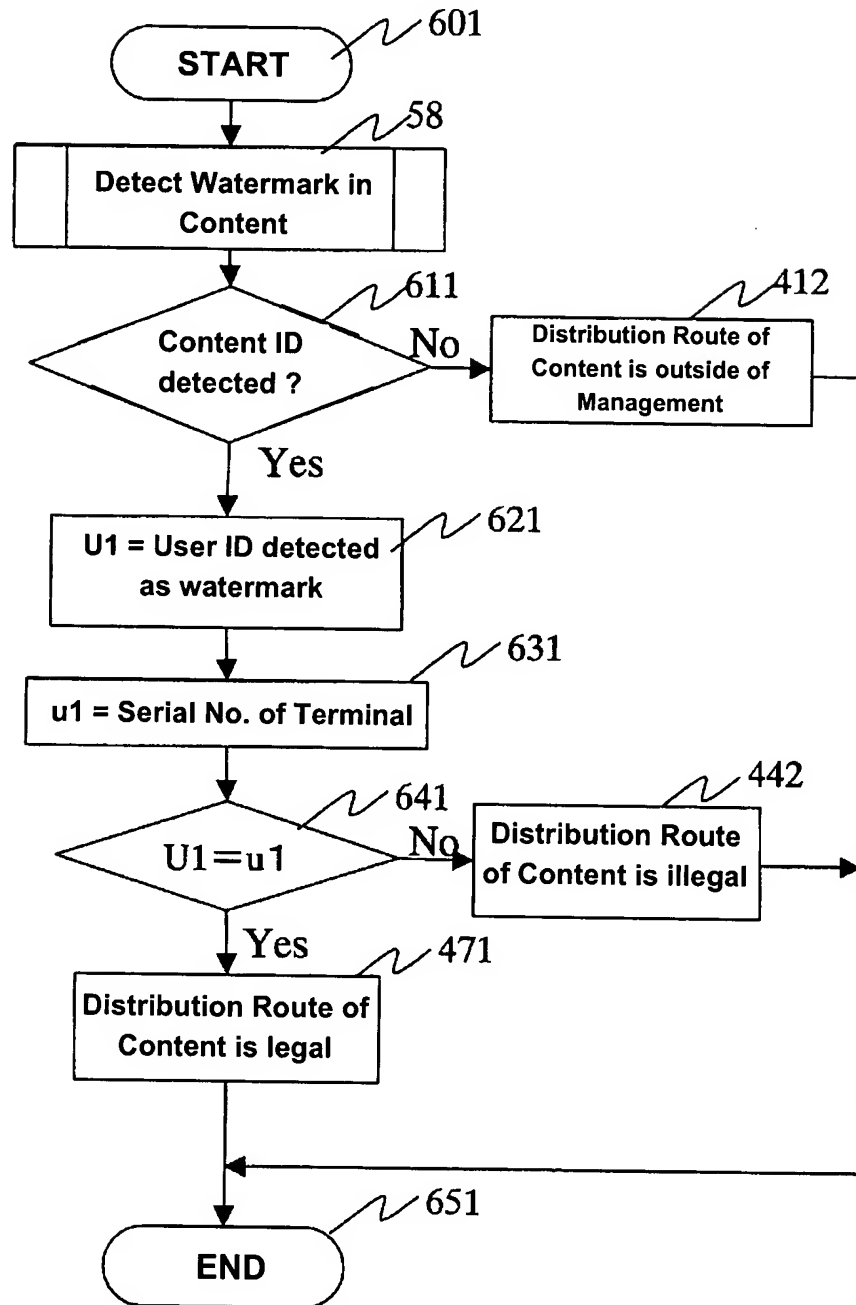 601
START
58
Detect Watermark in
Content
611
Content ID
detected ?
No
412
Distribution Route of
Content is outside of
Management
Yes
621
U1 = User ID detected
as watermark
631
u1 = Serial No. of Terminal
641
U1=u1
No
442
Distribution Route
of Content is illegal
Yes
471
Distribution Route of
Content is legal
651
END